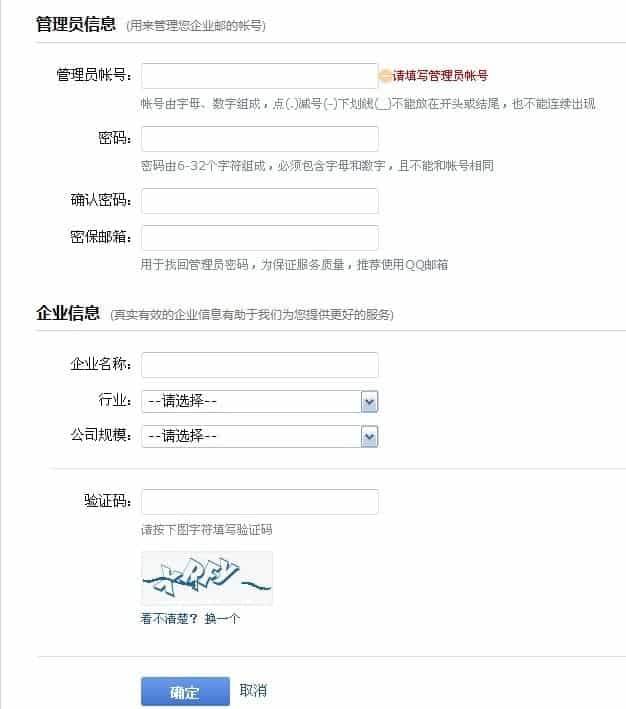 管理员信息 (用来管理您企业邮的帐号)
管理员帐号: 请填写管理员帐号
帐号由字母、数字组成，点(.)减号(-)下划线(__)不能放在开头或结尾，也不能连续出现
密码:
密码由6-32个字符组成，必须包含字母和数字，且不能和帐号相同
确认密码:
密保邮箱:
用于找回管理员密码，为保证服务质量，推荐使用QQ邮箱
企业信息 (真实有效的企业信息有助于我们为您提供更好的服务)
企业名称:
行业: --请选择--
公司规模: --请选择--
验证码:
请按下图字符填写验证码
XRFY
看不清楚？换一个
确定 取消